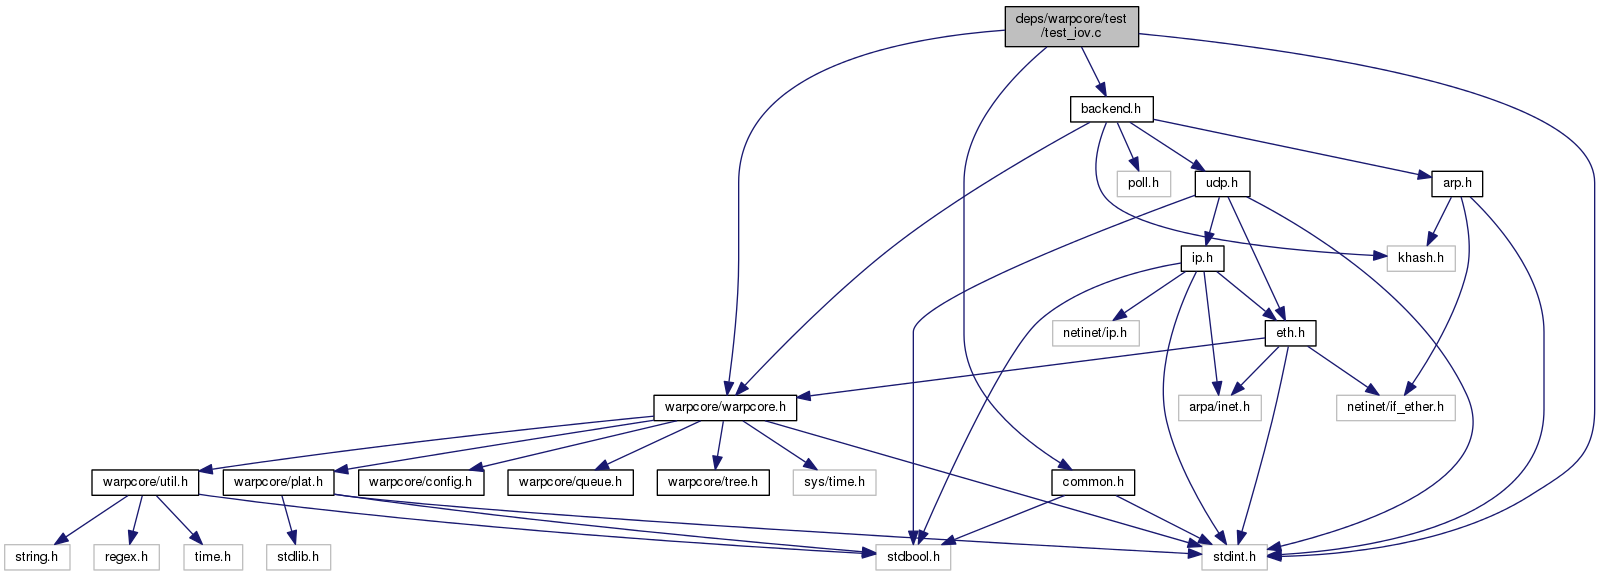 deps/warpcore/test
/test_iov.c
backend.h
poll.h
udp.h
arp.h
ip.h
khash.h
netinet/ip.h
eth.h
warpcore/warpcore.h
arpa/inet.h
netinet/if_ether.h
warpcore/util.h
warpcore/plat.h
warpcore/config.h
warpcore/queue.h
warpcore/tree.h
sys/time.h
common.h
string.h
regex.h
time.h
stdlib.h
stdbool.h
stdint.h